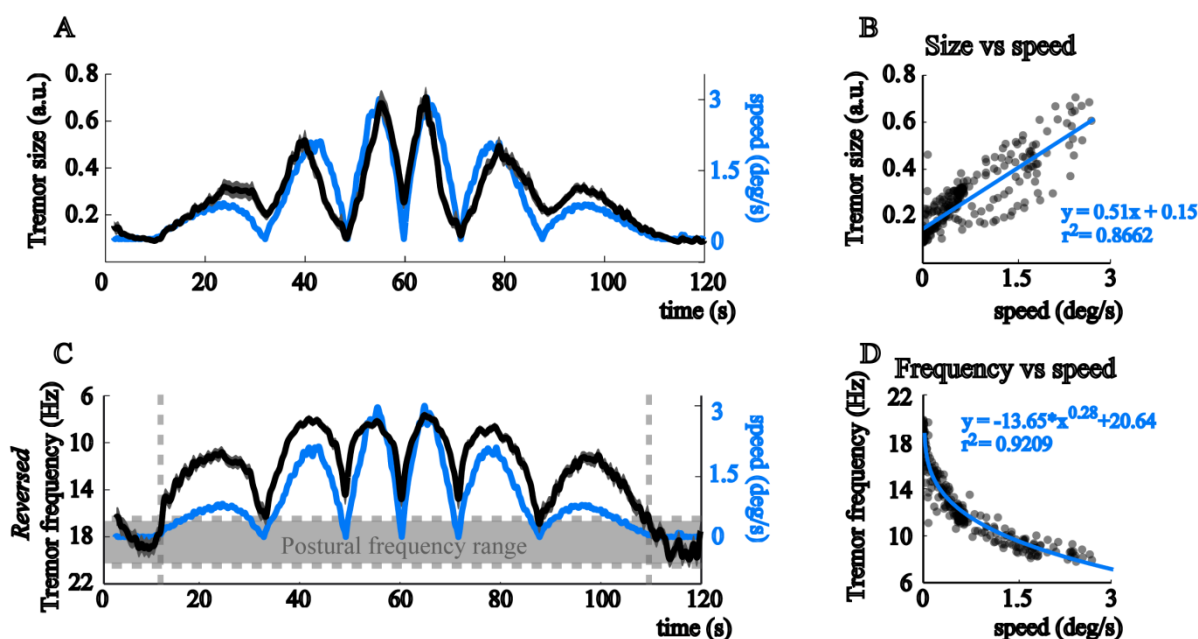 A
Tremor size (a.u.)
0.8
0.6
0.4
0.2
0 20 40 60 80 100 120
time (s)
3
1.5
0
speed (deg/s)
B
Size vs speed
Tremor size (a.u.)
0.8
0.6
0.4
0.2
y = 0.51x + 0.15
r² = 0.8662
0 1.5 3
speed (deg/s)
C
Reversed
Tremor frequency (Hz)
6
10
14
18
22
Postural frequency range
0 20 40 60 80 100 120
time (s)
3
1.5
0
speed (deg/s)
D
Frequency vs speed
Tremor frequency (Hz)
22
18
14
10
6
y = -13.65*x^0.28+20.64
r² = 0.9209
0 1.5 3
speed (deg/s)